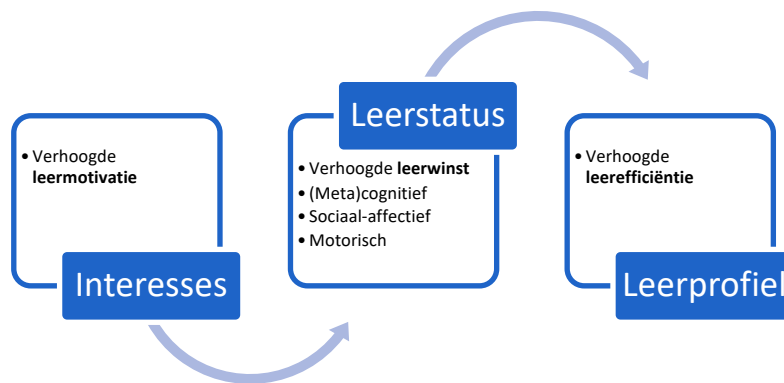 • Verhoogde
leermotivatie
Interesses
Leerstatus
• Verhoogde leerwinst
• (Meta)cognitief
• Sociaal-affectief
• Motorisch
• Verhoogde
leerefficiëntie
Leerprofiel